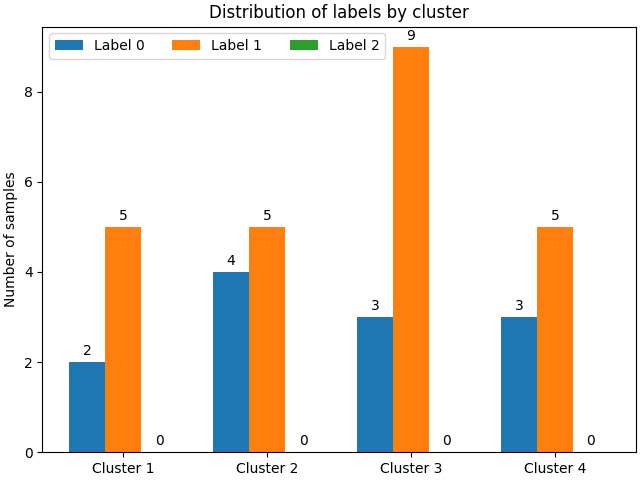 Distribution of labels by cluster
Label 0 Label 1 Label 2
Number of samples
8
6
4
2
0
2 5 0
4 5 0
3 9 0
3 5 0
Cluster 1 Cluster 2 Cluster 3 Cluster 4